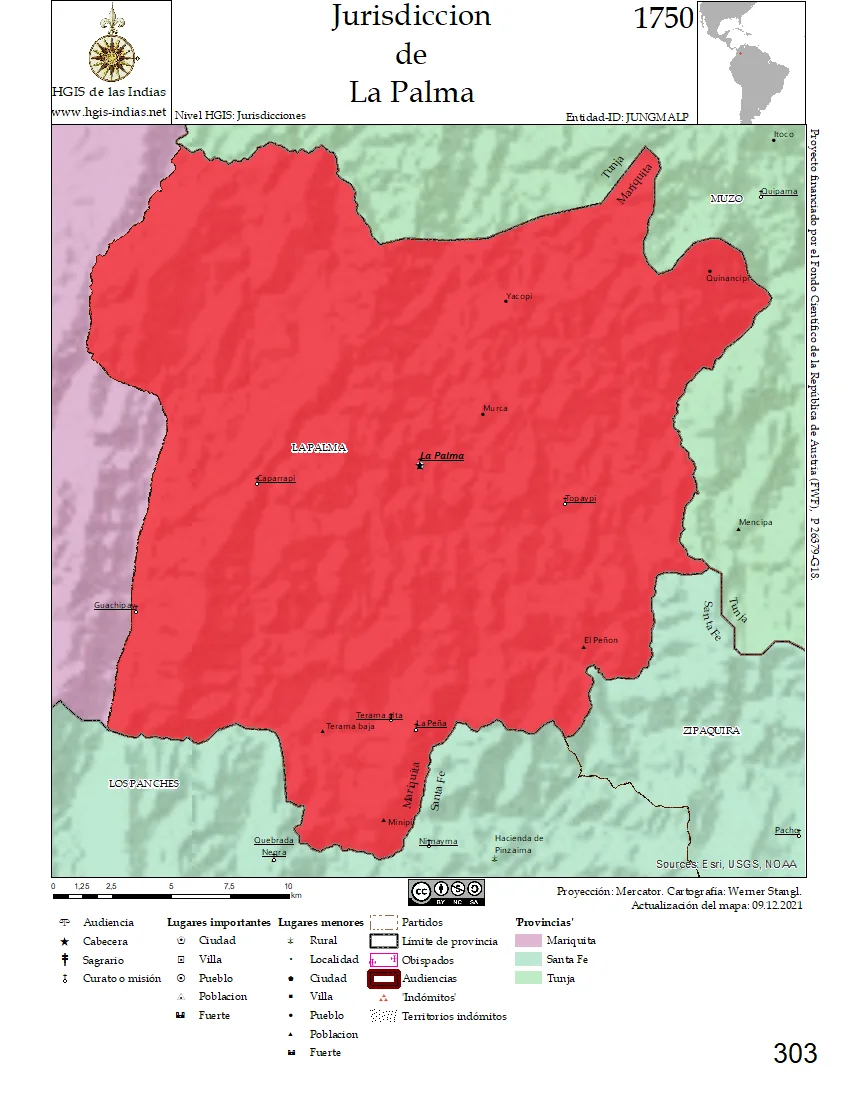 Jurisdiccion
de
La Palma
1750
HGIS de las Indias
www.hgis-indias.net
Nivel HGIS: Jurisdicciones
Entidad-ID: JUNGMALP
Itoco
Tunja
Mariquita
MUZO
Quipama
Quinancipi
Yacopi
Murca
LA PALMA
La Palma
Caparrapi
Topaypi
Mencipa
Guachipay
Santa Fe
Tunja
El Peñon
Terama alta
La Peña
Terama baja
ZIPAQUIRA
LOS PANCHES
Mariquita
Santa Fe
Minipi
Quebrada
Negra
Nimayma
Hacienda de
Pinzaima
Pacho
Sources: Esri, USGS, NOAA
Proyecto financiado por el Fondo Científico de la República de Austria (FWF), P 26379-G18.
0 1,25 2,5 5 7,5 10
km
cc BY NC SA
Proyección: Mercator. Cartografía: Werner Stangl.
Actualización del mapa: 09.12.2021
Audiencia
Cabecera
Sagrario
Curato o misión
Lugares importantes
Ciudad
Villa
Pueblo
Poblacion
Fuerte
Lugares menores
Rural
Localidad
Ciudad
Villa
Pueblo
Poblacion
Fuerte
Partidos
Límite de provincia
Obispados
Audiencias
'Indómitos'
Territorios indómitos
'Provincias'
Mariquita
Santa Fe
Tunja
303